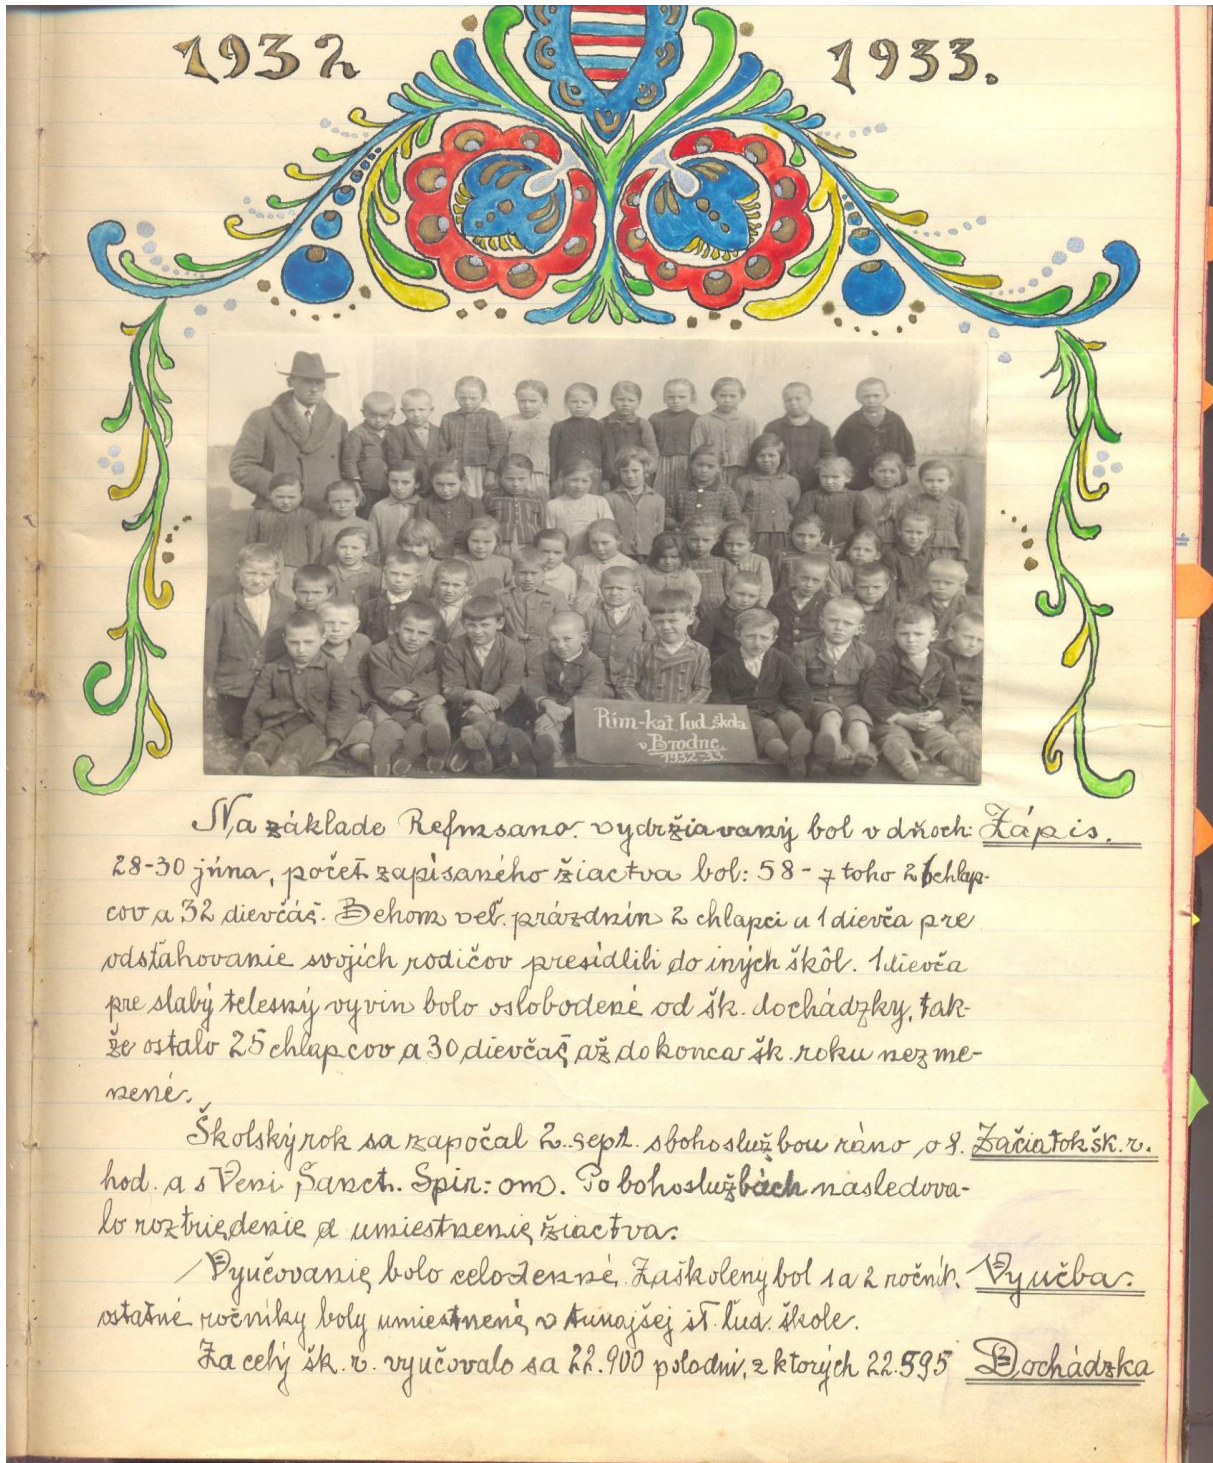 1932 1933.
Rím-kat ľud. škola
v Brodne.
1932-33.
Na základe vydržiavaný bol v dňoch: Zápis.
28-30 júna, počet zapísaného žiactva bol: 58 - z toho 26 chlap-
cov a 32 dievčat. Behom veľ. prázdnin 2 chlapci a 1 dievča pre
odsťahovanie svojich rodičov presídlili do iných škôl. 1 dievča
pre slabý telesný vyvin bolo oslobodené od šk. dochádzky, tak-
že ostalo 25 chlapcov a 30 dievčat až do konca šk. roku nezme-
nené.
Školský rok sa započal 2. sept. s bohoslužbou ráno o 8. Začiatok šk. r.
hod. a s Veni Sanct. Spir: om. Po bohoslužbách nasledova-
lo roztriedenie a umiestnenie žiactva.
Vyučovanie bolo celodenné. Zaškolený bol 1 a 2 ročník. Vyučba.
ostatné ročníky boly umiestnené v tunajšej št. ľud. škole.
Za celý šk. r. vyučovalo sa 22.900 poldní, z ktorých 22.595 Dochádzka